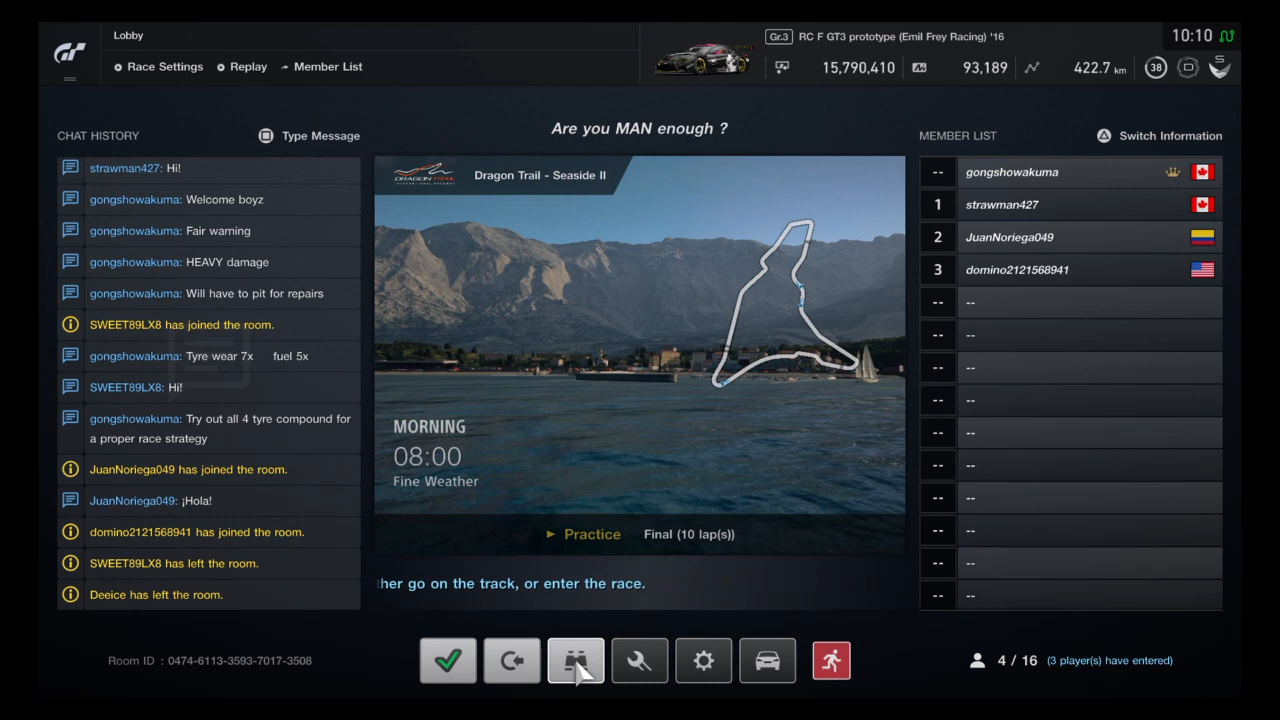 Lobby
Gr.3 RC F GT3 prototype (Emil Frey Racing) '16
10:10
Race Settings Replay Member List
15,790,410 93,189 422.7 km 38 D S
Are you MAN enough ?
CHAT HISTORY Type Message
MEMBER LIST Switch Information
strawman427: Hi!
gongshowakuma: Welcome boyz
gongshowakuma: Fair warning
gongshowakuma: HEAVY damage
gongshowakuma: Will have to pit for repairs
SWEET89LX8 has joined the room.
gongshowakuma: Tyre wear 7x fuel 5x
SWEET89LX8: Hi!
gongshowakuma: Try out all 4 tyre compound for
a proper race strategy
JuanNoriega049 has joined the room.
JuanNoriega049: ¡Hola!
domino2121568941 has joined the room.
SWEET89LX8 has left the room.
Deeice has left the room.
DRAGON TRAIL
Dragon Trail - Seaside II
MORNING
08:00
Fine Weather
Practice Final (10 lap(s))
ther go on the track, or enter the race.
-- gongshowakuma
1 strawman427
2 JuanNoriega049
3 domino2121568941
-- --
-- --
-- --
-- --
-- --
-- --
-- --
-- --
-- --
-- --
Room ID : 0474-6113-3593-7017-3508
4 / 16 (3 player(s) have entered)